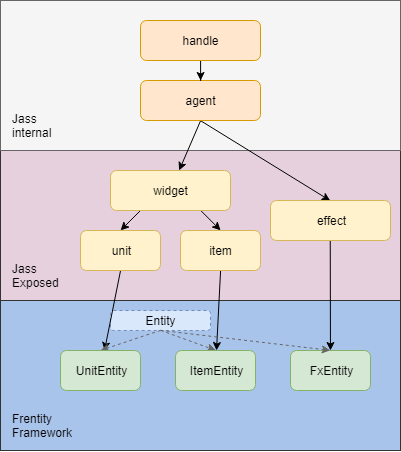 handle
agent
Jass
internal
widget
effect
unit
item
Jass
Exposed
Entity
UnitEntity
ItemEntity
FxEntity
Frentity
Framework